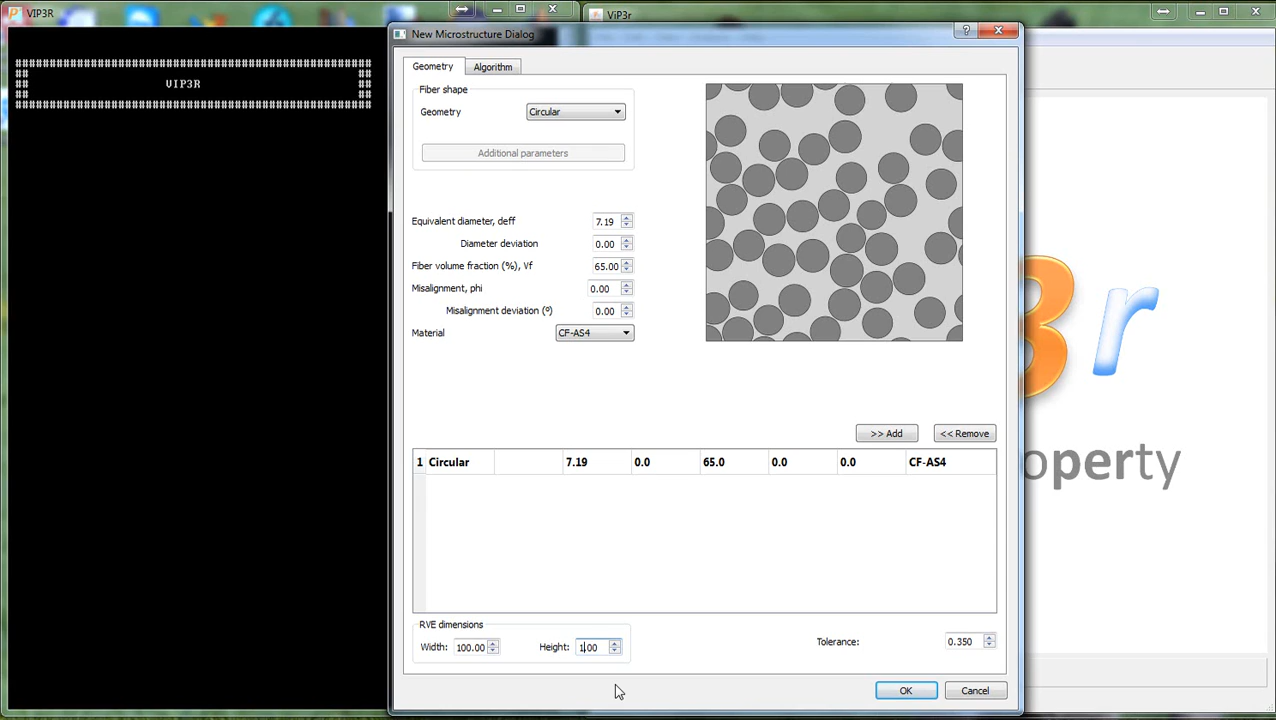 VIP3R
ViP3r
New Microstructure Dialog
Geometry
Algorithm
Fiber shape
Geometry
Circular
Additional parameters
Equivalent diameter, deff
7.19
Diameter deviation
0.00
Fiber volume fraction (%), Vf
65.00
Misalignment, phi
0.00
Misalignment deviation (º)
0.00
Material
CF-AS4
>> Add
<< Remove
1 Circular 7.19 0.0 65.0 0.0 0.0 CF-AS4
RVE dimensions
Width: 100.00 Height: 1.00
Tolerance: 0.350
OK
Cancel
#####################################################
## ##
## VIP3R ##
## ##
#####################################################
3r
operty